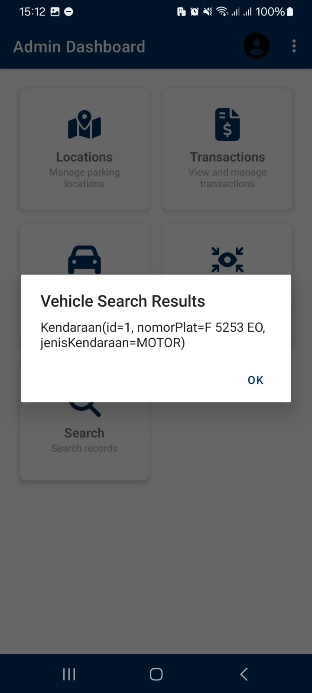 15:12 100%
Admin Dashboard
Locations
Manage parking
locations
Transactions
View and manage
transactions
Vehicle Search Results
Kendaraan(id=1, nomorPlat=F 5253 EO,
jenisKendaraan=MOTOR)
OK
Search
Search records